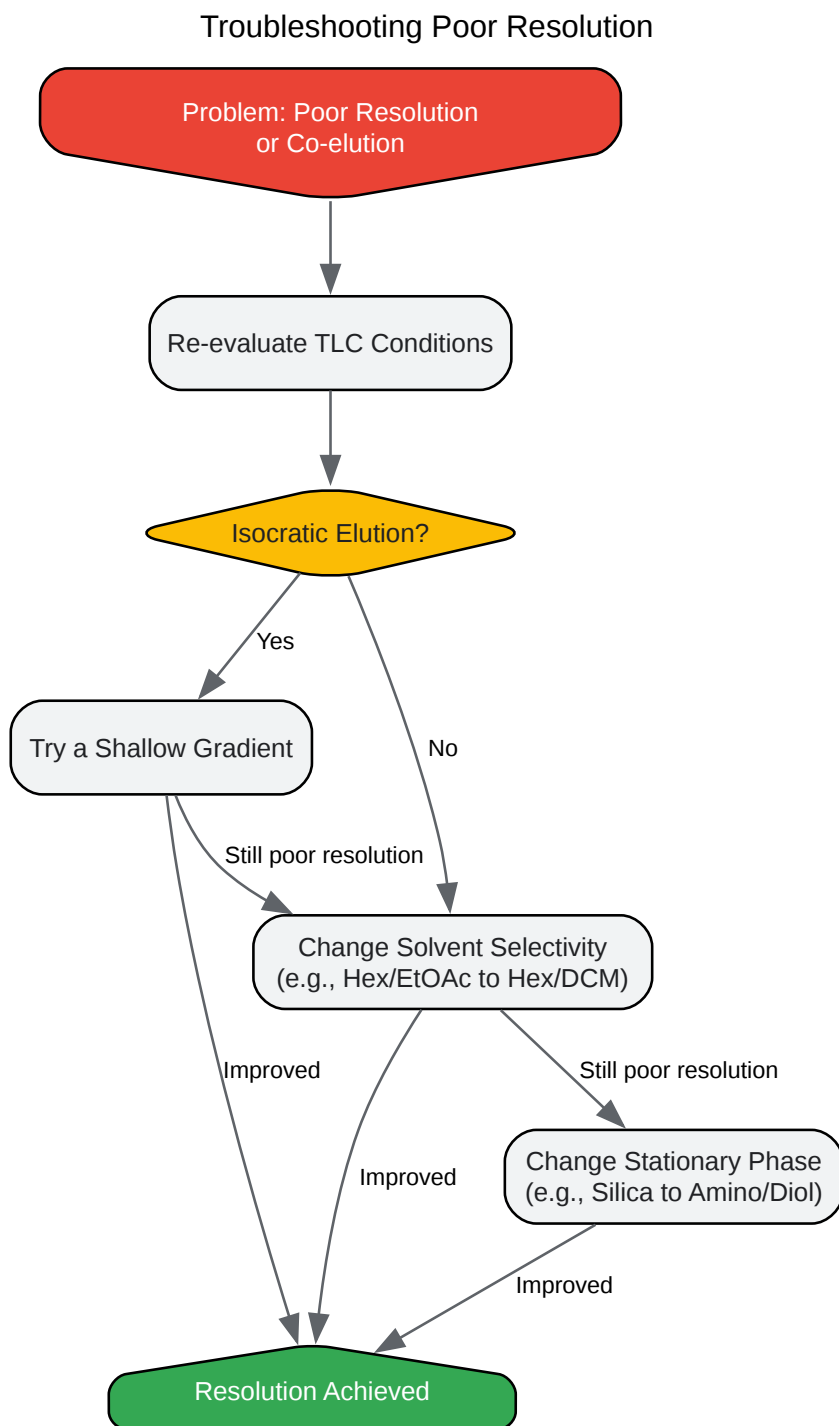 Troubleshooting Poor Resolution
Problem: Poor Resolution
or Co-elution
Re-evaluate TLC Conditions
Isocratic Elution?
Yes
Try a Shallow Gradient
No
Still poor resolution
Change Solvent Selectivity
(e.g., Hex/EtOAc to Hex/DCM)
Improved
Still poor resolution
Change Stationary Phase
(e.g., Silica to Amino/Diol)
Improved
Improved
Resolution Achieved